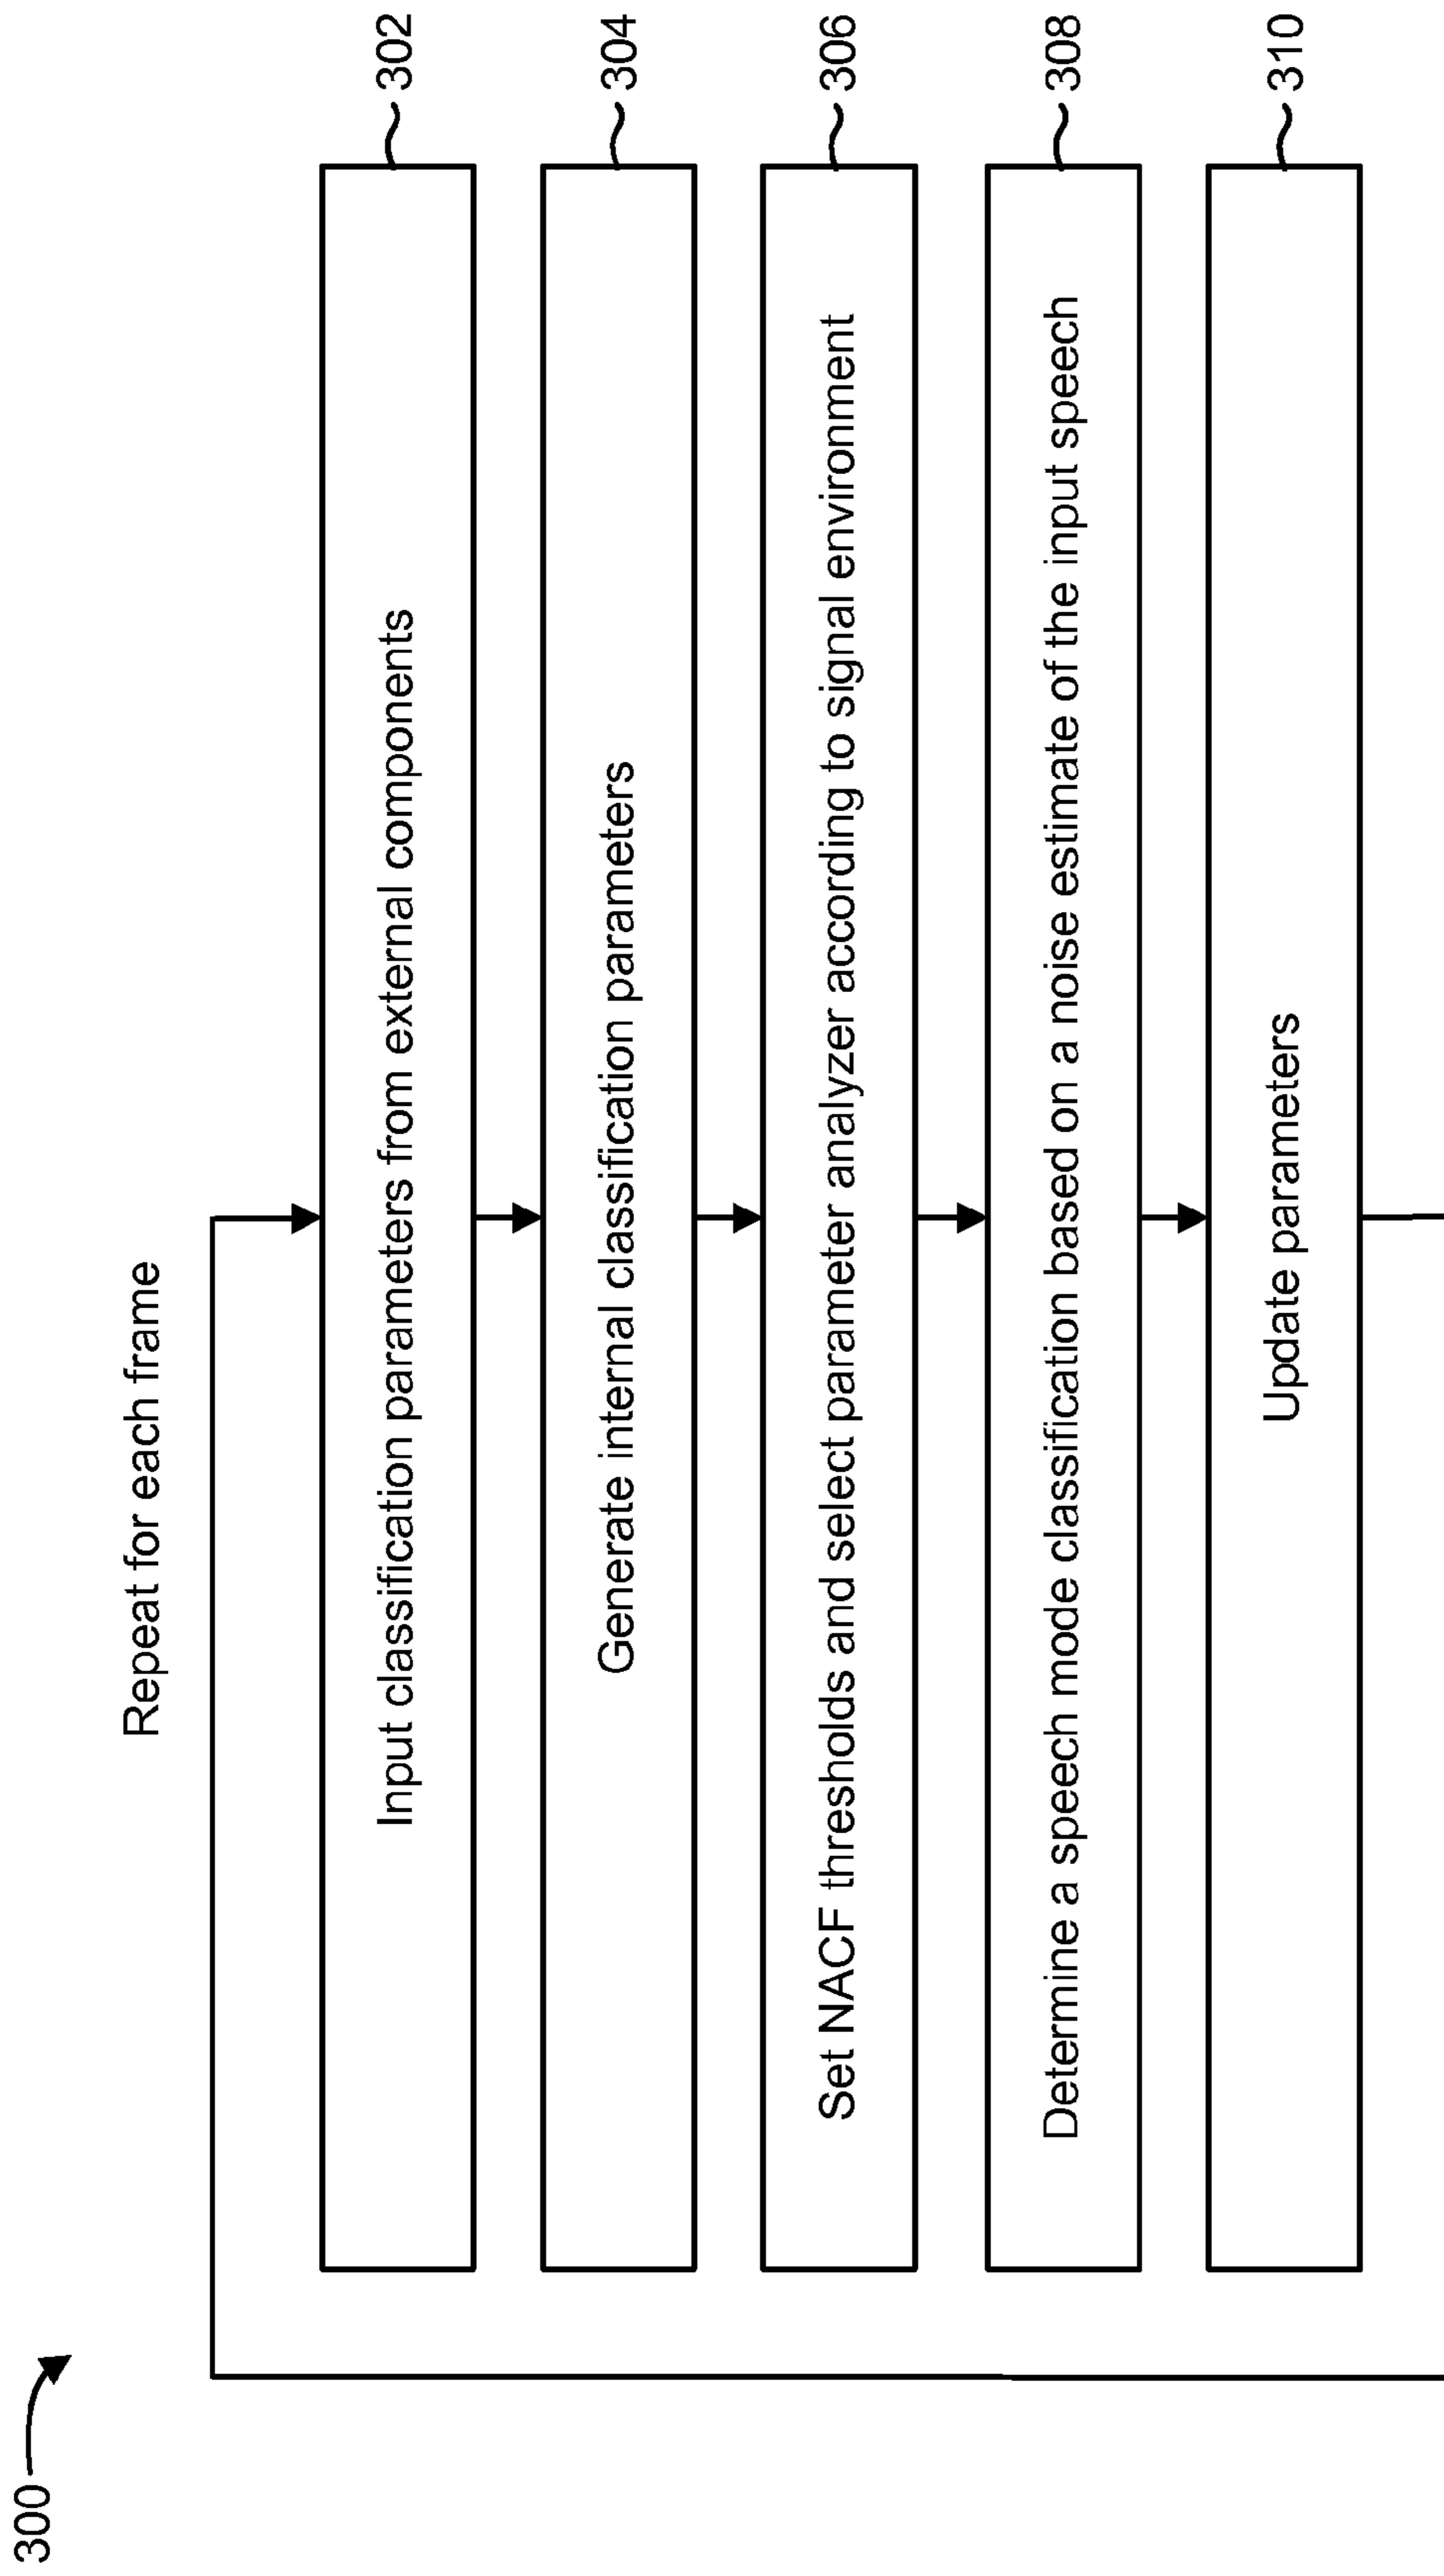 300
Repeat for each frame
Input classification parameters from external components
302
Generate internal classification parameters
304
Set NACF thresholds and select parameter analyzer according to signal environment
306
Determine a speech mode classification based on a noise estimate of the input speech
308
Update parameters
310